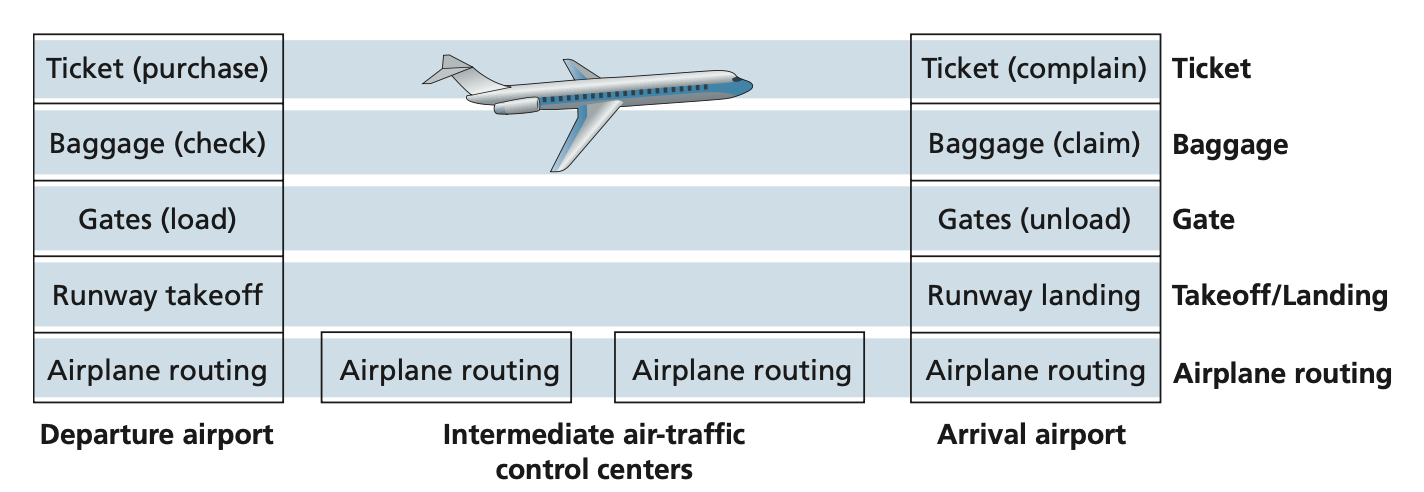 Ticket (purchase)
Ticket (complain)
Ticket
Baggage (check)
Baggage (claim)
Baggage
Gates (load)
Gates (unload)
Gate
Runway takeoff
Runway landing
Takeoff/Landing
Airplane routing
Airplane routing
Airplane routing
Airplane routing
Airplane routing
Departure airport
Intermediate air-traffic
control centers
Arrival airport